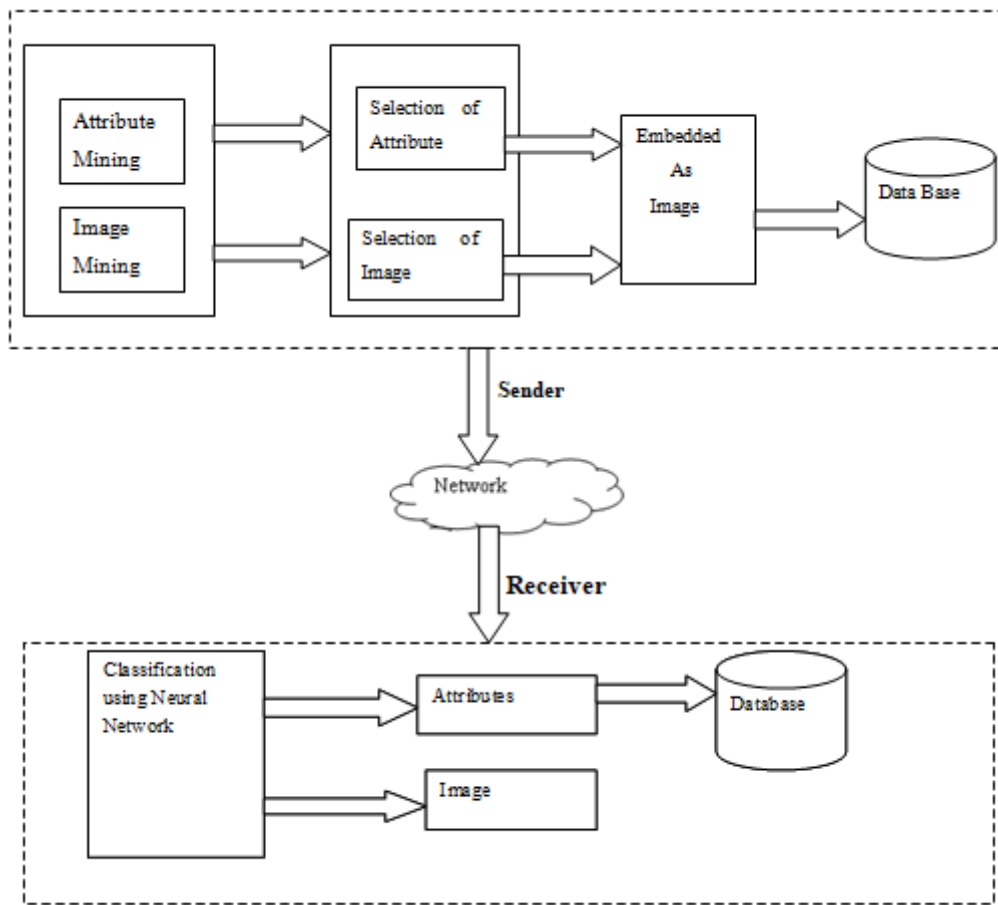 Attribute
Mining
Image
Mining
Selection of
Attribute
Selection of
Image
Embedded
As
Image
Data Base
Sender
Network
Receiver
Classification
using Neural
Network
Attributes
Image
Database